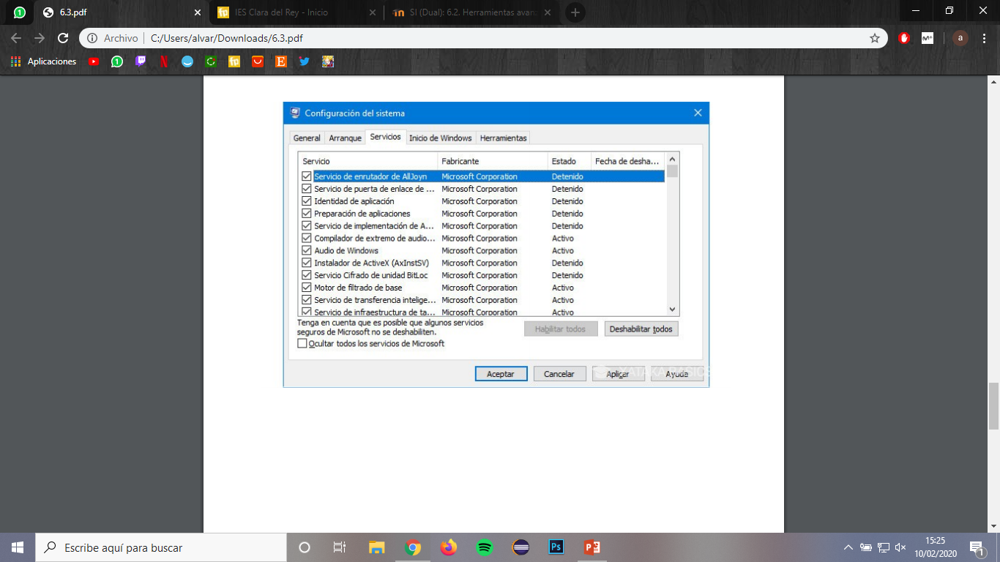 6.3.pdf
IES Clara del Rey - Inicio
SI (Dual): 6.2. Herramientas avan
Archivo C:/Users/alvar/Downloads/6.3.pdf
a
Aplicaciones
Configuración del sistema
General Arranque Servicios Inicio de Windows Herramientas
Servicio Fabricante Estado Fecha de desha...
Servicio de enrutador de AllJoyn Microsoft Corporation Detenido
Servicio de puerta de enlace de ... Microsoft Corporation Detenido
Identidad de aplicación Microsoft Corporation Detenido
Preparación de aplicaciones Microsoft Corporation Detenido
Servicio de implementación de A... Microsoft Corporation Detenido
Compilador de extremo de audio... Microsoft Corporation Activo
Audio de Windows Microsoft Corporation Activo
Instalador de ActiveX (AxInstSV) Microsoft Corporation Detenido
Servicio Cifrado de unidad BitLoc Microsoft Corporation Detenido
Motor de filtrado de base Microsoft Corporation Activo
Servicio de transferencia intelige... Microsoft Corporation Activo
Servicio de infraestructura de ta... Microsoft Corporation Activo
Tenga en cuenta que es posible que algunos servicios
seguros de Microsoft no se deshabiliten.
Habilitar todos Deshabilitar todos
Ocultar todos los servicios de Microsoft
Aceptar Cancelar Aplicar Ayuda
XATAKA BASICS
Escribe aquí para buscar
Ps
15:25
10/02/2020
1